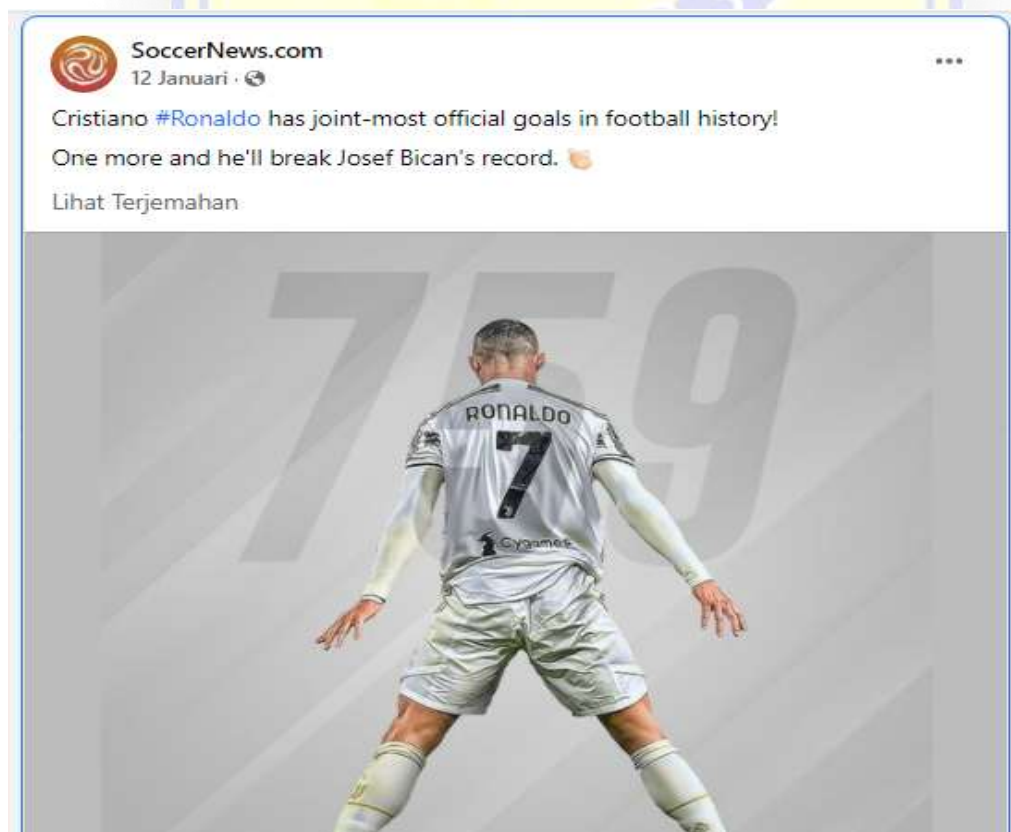 SoccerNews.com
12 Januari ·
Cristiano #Ronaldo has joint-most official goals in football history!
One more and he'll break Josef Bican's record. 👏🏻
Lihat Terjemahan
759
RONALDO
7
Cygames